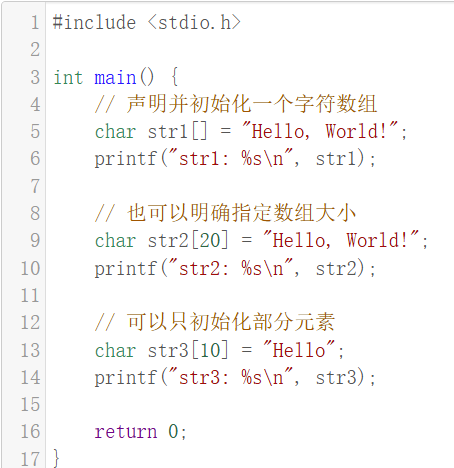 1 #include <stdio.h>
2
3 int main() {
4 // 声明并初始化一个字符数组
5 char str1[] = "Hello, World!";
6 printf("str1: %s\n", str1);
7
8 // 也可以明确指定数组大小
9 char str2[20] = "Hello, World!";
10 printf("str2: %s\n", str2);
11
12 // 可以只初始化部分元素
13 char str3[10] = "Hello";
14 printf("str3: %s\n", str3);
15
16 return 0;
17 }